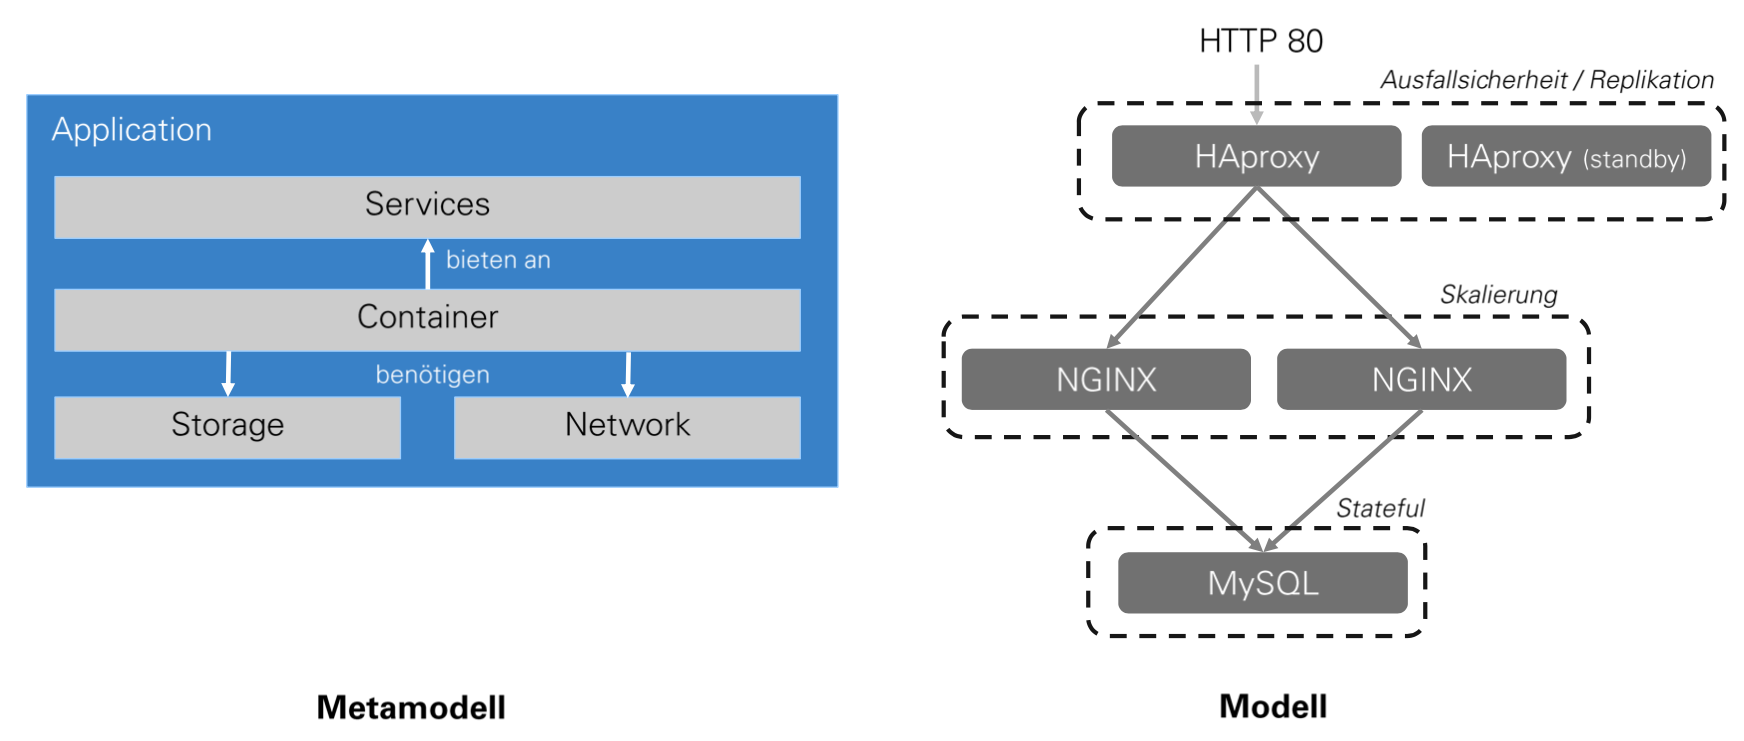 Application
Services
bieten an
Container
benötigen
Storage
Network
Metamodell
HTTP 80
Ausfallsicherheit / Replikation
HAproxy
HAproxy (standby)
Skalierung
NGINX
NGINX
Stateful
MySQL
Modell